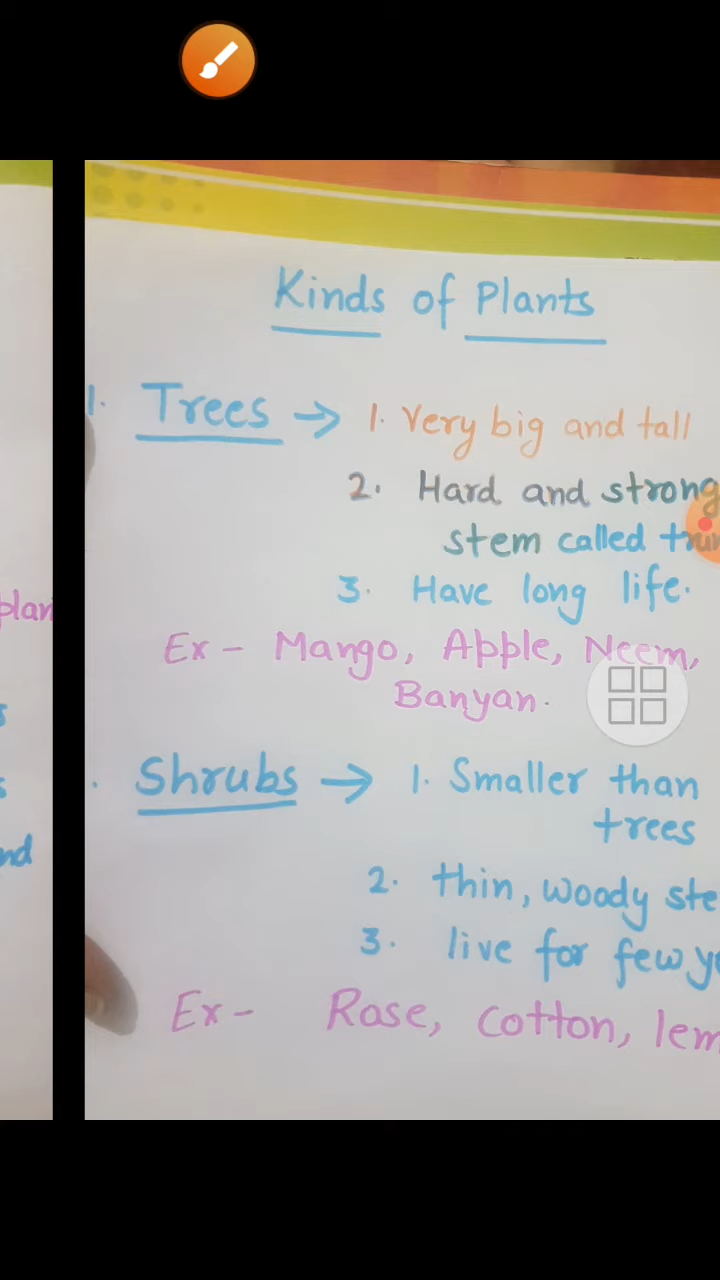 Kinds of Plants
1. Trees → 1. Very big and tall
2. Hard and strong
stem called
3. Have long life.
Ex - Mango, Apple, Neem,
Banyan.
Shrubs → 1. Smaller than
trees
2. thin, woody
3. live for few
Ex - Rose, cotton,